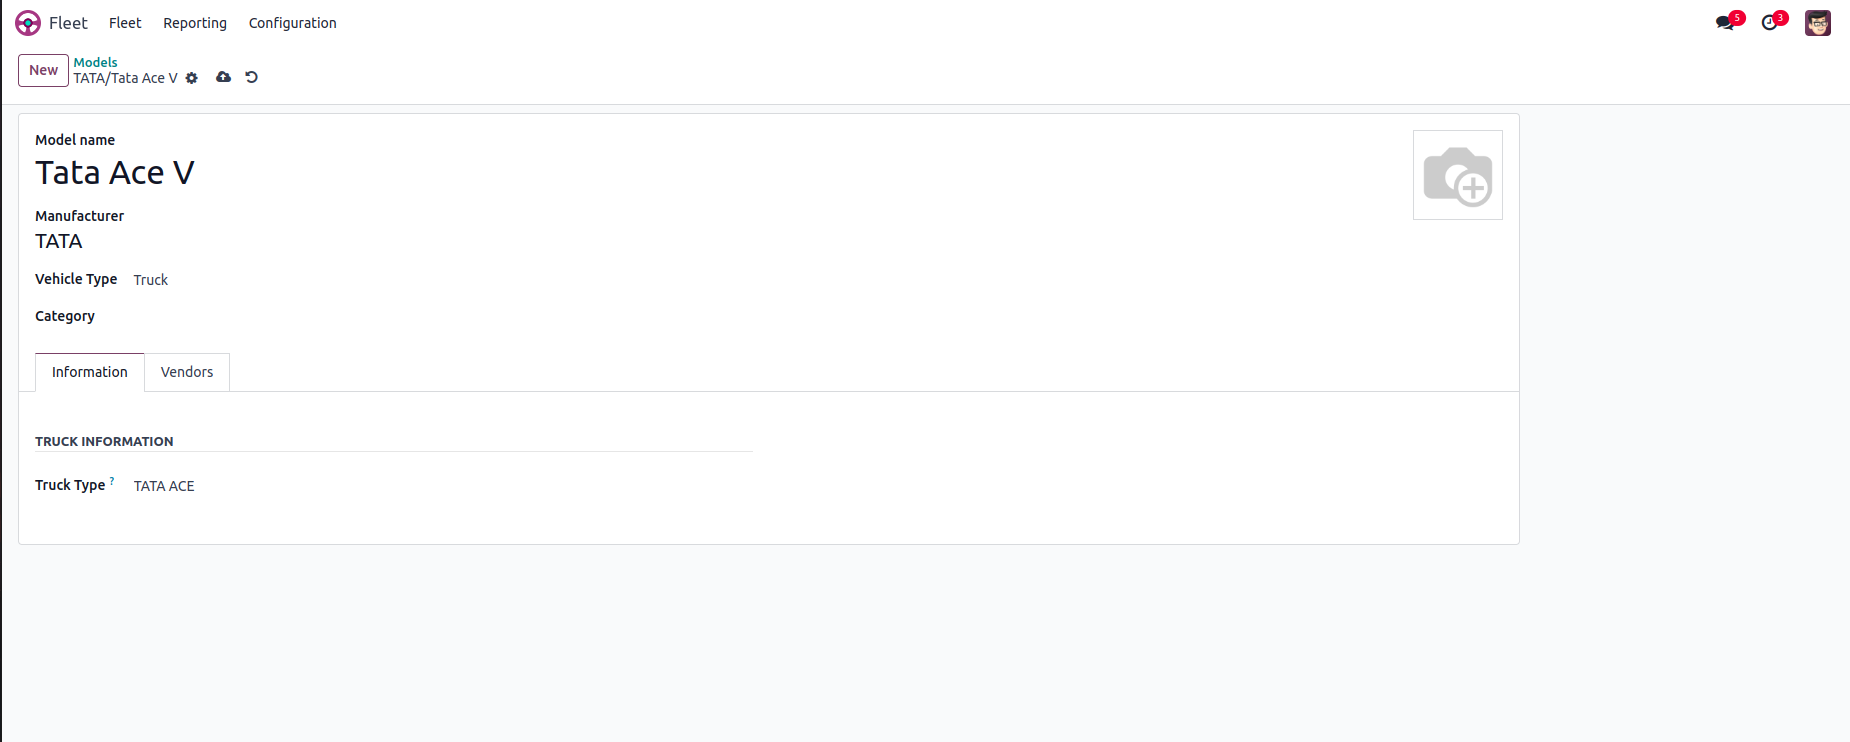 Fleet Fleet Reporting Configuration 5 3
New Models
TATA/Tata Ace V
Model name
Tata Ace V
Manufacturer
TATA
Vehicle Type Truck
Category
Information Vendors
TRUCK INFORMATION
Truck Type ? TATA ACE